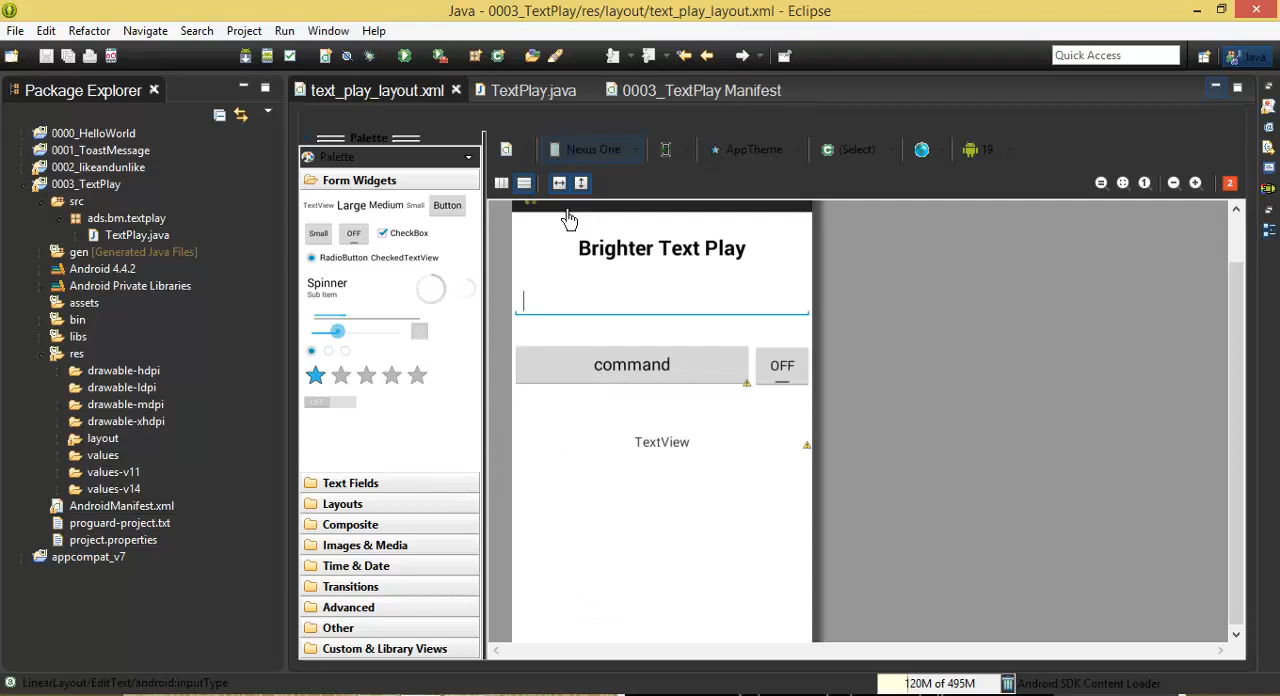 Java - 0003_TextPlay/res/layout/text_play_layout.xml - Eclipse
File Edit Refactor Navigate Search Project Run Window Help
Quick Access
Java
Package Explorer
text_play_layout.xml
TextPlay.java
0003_TextPlay Manifest
0000_HelloWorld
0001_ToastMessage
0002_likeandunlike
0003_TextPlay
src
ads.bm.textplay
TextPlay.java
gen [Generated Java Files]
Android 4.4.2
Android Private Libraries
assets
bin
libs
res
drawable-hdpi
drawable-ldpi
drawable-mdpi
drawable-xhdpi
layout
values
values-v11
values-v14
AndroidManifest.xml
proguard-project.txt
project.properties
appcompat_v7
Palette
Palette
Form Widgets
TextView Large Medium Small Button
Small OFF CheckBox
RadioButton CheckedTextView
Spinner
Sub Item
OFF
Text Fields
Layouts
Composite
Images & Media
Time & Date
Transitions
Advanced
Other
Custom & Library Views
Nexus One
AppTheme
(Select)
19
2
Brighter Text Play
command
OFF
TextView
LinearLayout/EditText/android:inputType
120M of 495M
Android SDK Content Loader